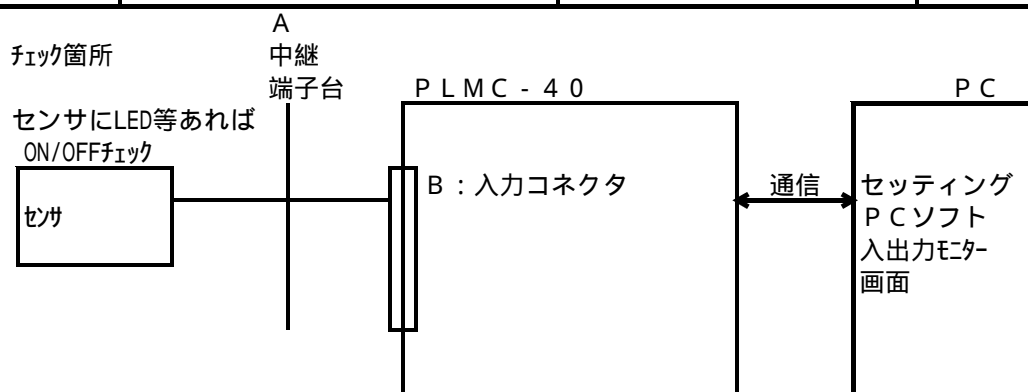 A
チェック箇所
中継
端子台
PLMC-40
PC
センサにLED等あれば
ON/OFFチェック
センサ
B:入力コネクタ
通信
セッティング
PCソフト
入出力モニター
画面